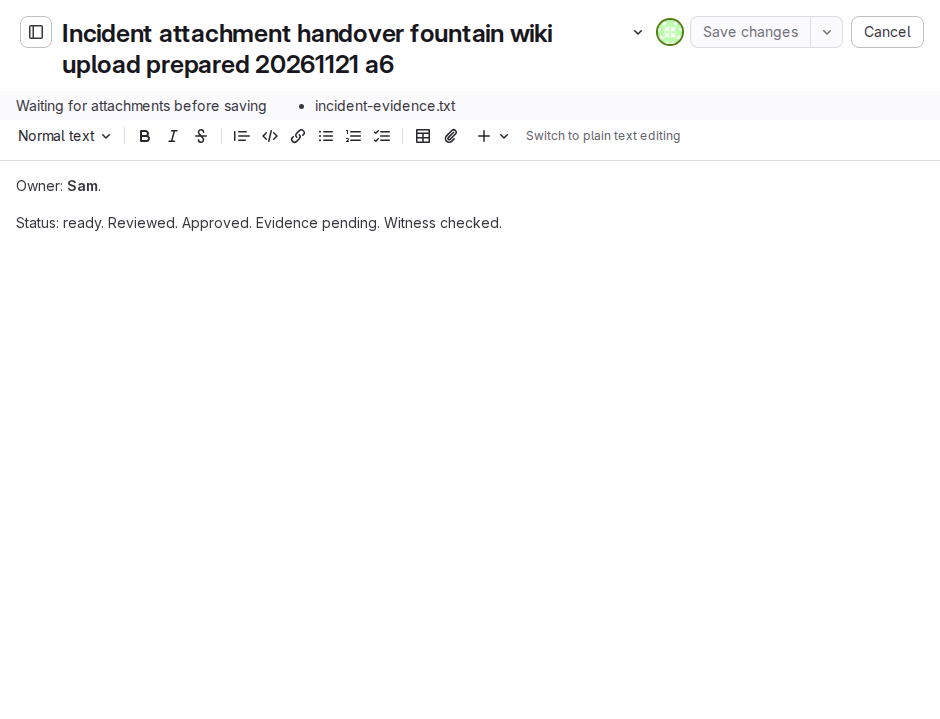 Incident attachment handover fountain wiki
upload prepared 20261121 a6
Save changes
Cancel
Waiting for attachments before saving
• incident-evidence.txt
Normal text
Switch to plain text editing
Owner: Sam.
Status: ready. Reviewed. Approved. Evidence pending. Witness checked.